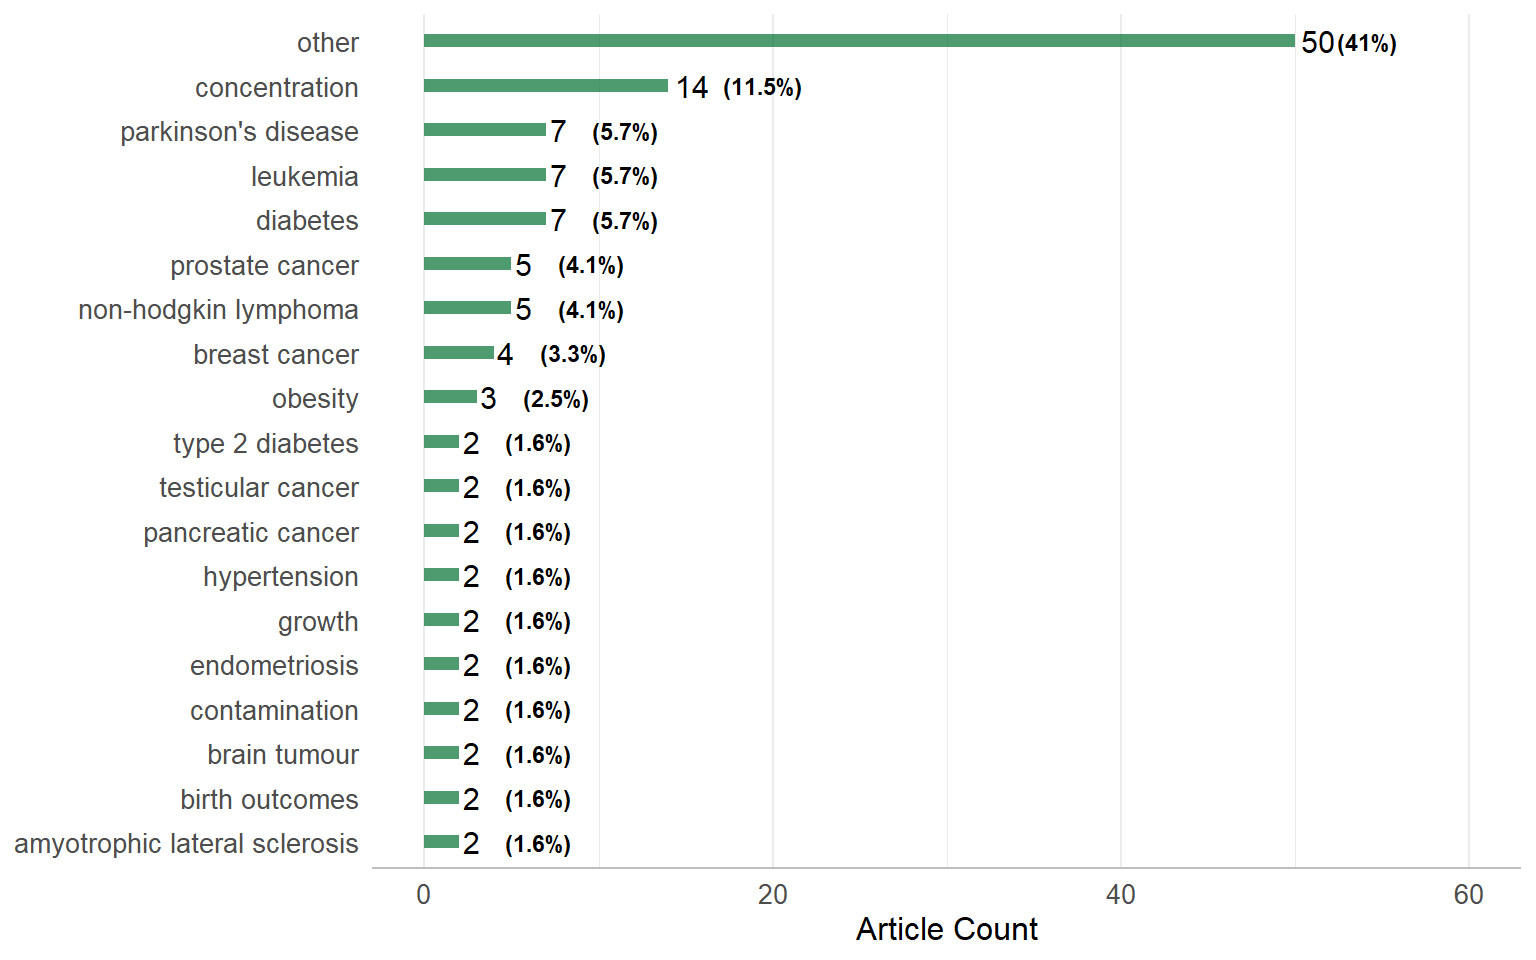 other 50 (41%)
concentration 14 (11.5%)
parkinson's disease 7 (5.7%)
leukemia 7 (5.7%)
diabetes 7 (5.7%)
prostate cancer 5 (4.1%)
non-hodgkin lymphoma 5 (4.1%)
breast cancer 4 (3.3%)
obesity 3 (2.5%)
type 2 diabetes 2 (1.6%)
testicular cancer 2 (1.6%)
pancreatic cancer 2 (1.6%)
hypertension 2 (1.6%)
growth 2 (1.6%)
endometriosis 2 (1.6%)
contamination 2 (1.6%)
brain tumour 2 (1.6%)
birth outcomes 2 (1.6%)
amyotrophic lateral sclerosis 2 (1.6%)
0 20 40 60
Article Count